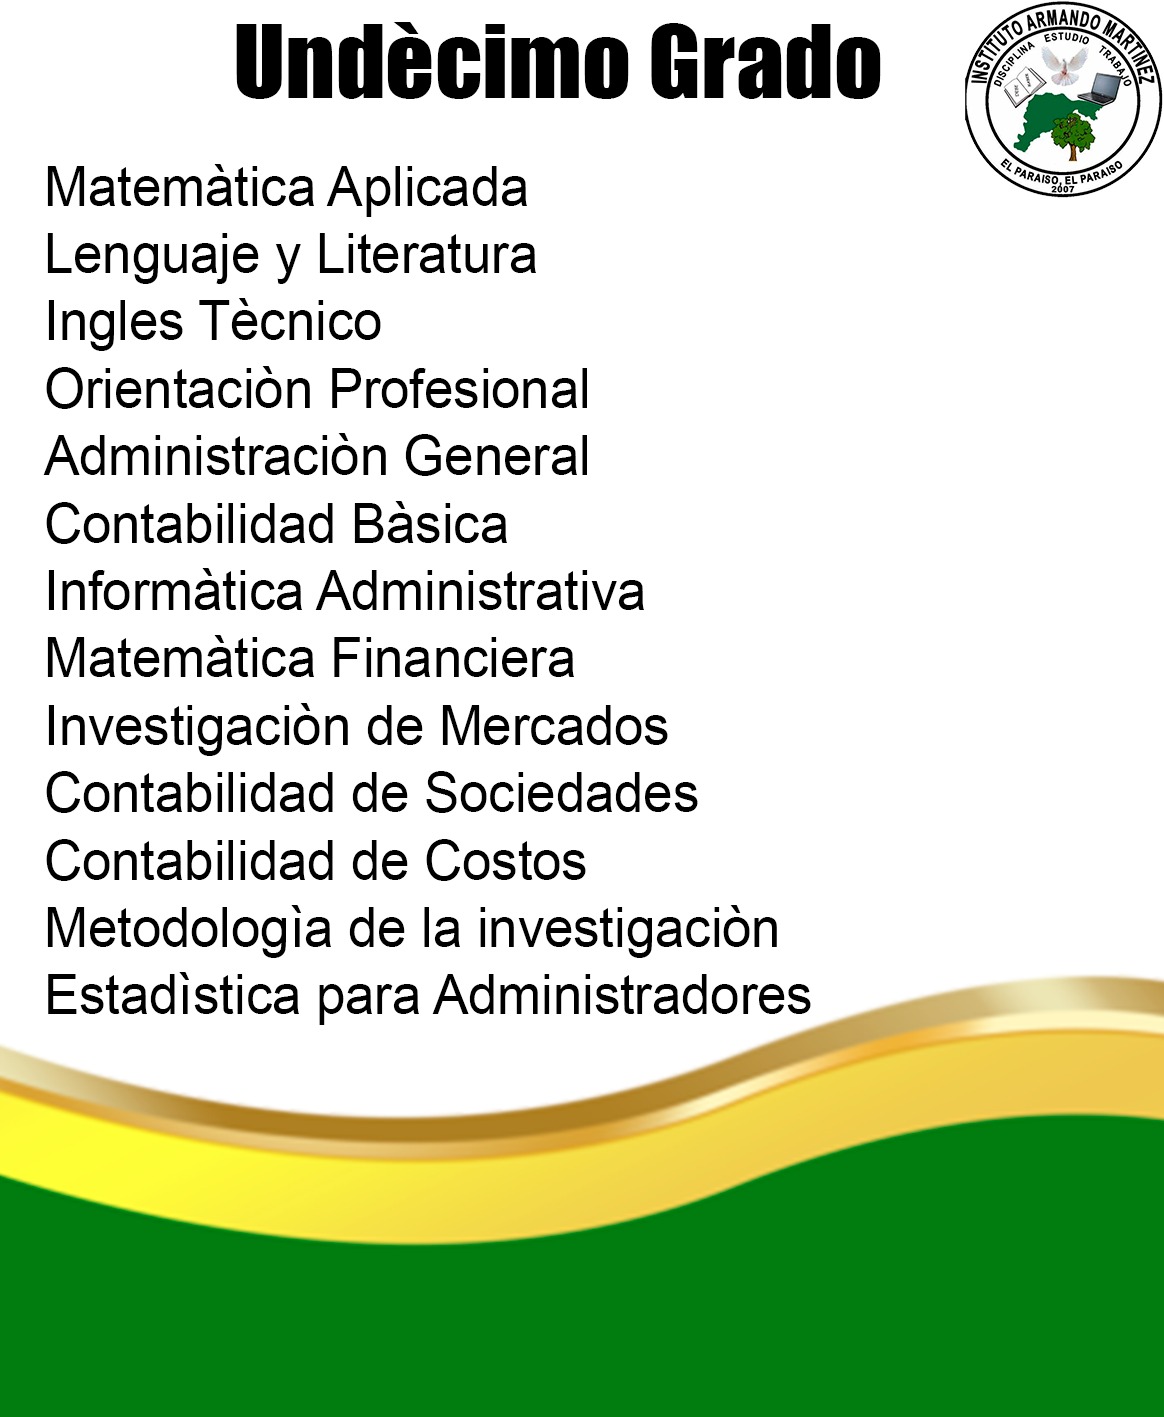 Undècimo Grado
INSTITUTO ARMANDO MARTINEZ
DISCIPLINA ESTUDIO TRABAJO
EL PARAISO, EL PARAISO
2007
Matemàtica Aplicada
Lenguaje y Literatura
Ingles Tècnico
Orientaciòn Profesional
Administraciòn General
Contabilidad Bàsica
Informàtica Administrativa
Matemàtica Financiera
Investigaciòn de Mercados
Contabilidad de Sociedades
Contabilidad de Costos
Metodologìa de la investigaciòn
Estadìstica para Administradores